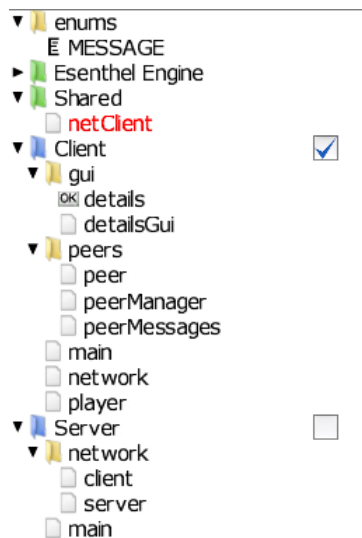 enums
E MESSAGE
Esenthel Engine
Shared
netClient
Client
gui
OK details
detailsGui
peers
peer
peerManager
peerMessages
main
network
player
Server
network
client
server
main